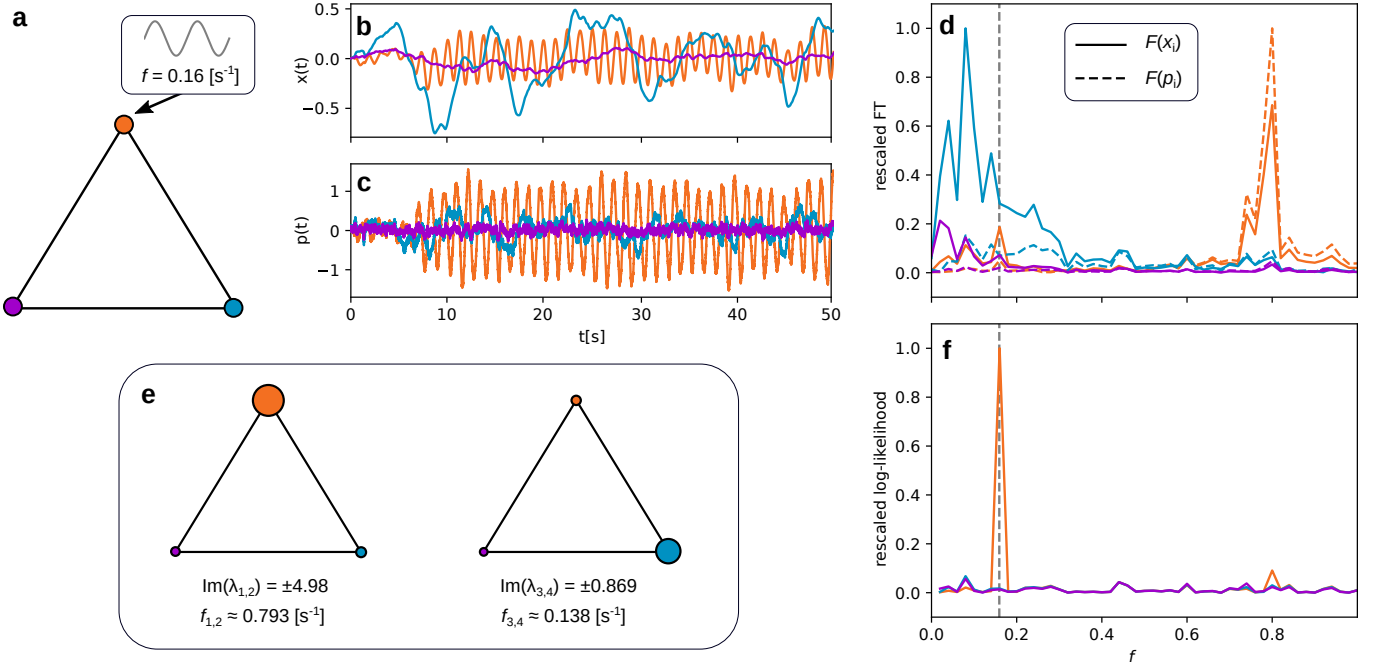 a
f = 0.16 [s⁻¹]
b
x(t)
0.5
0.0
−0.5
c
p(t)
1
0
−1
0
10
20
30
40
50
t[s]
d
F(xᵢ)
F(pᵢ)
rescaled FT
1.0
0.8
0.6
0.4
0.2
0.0
e
Im(λ₁,₂) = ±4.98
f₁,₂ ≈ 0.793 [s⁻¹]
Im(λ₃,₄) = ±0.869
f₃,₄ ≈ 0.138 [s⁻¹]
f
rescaled log-likelihood
1.0
0.8
0.6
0.4
0.2
0.0
0.0
0.2
0.4
0.6
0.8
f